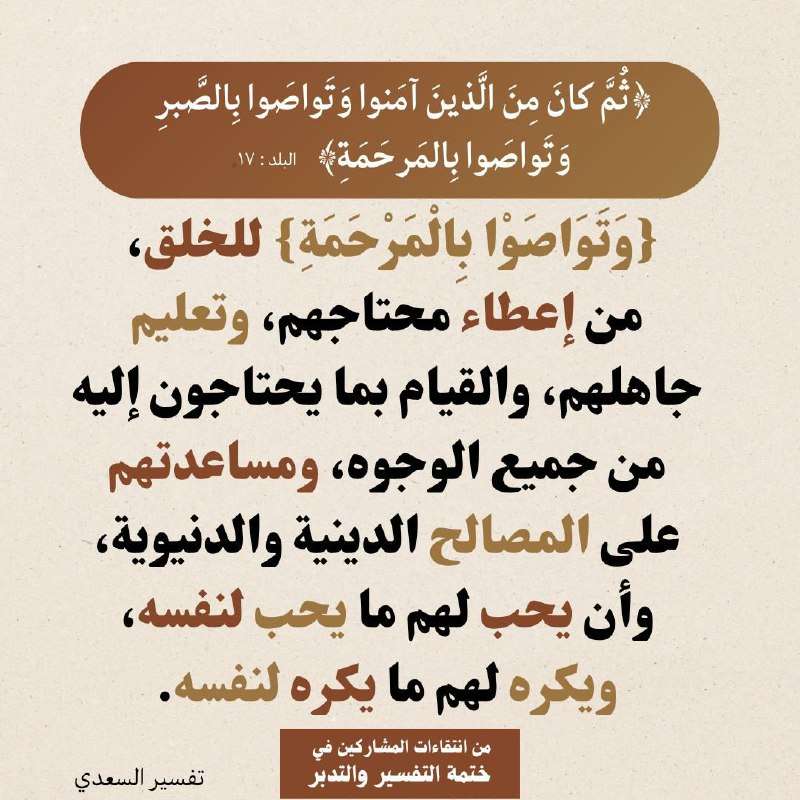 ﴿ثُمَّ كانَ مِنَ الَّذينَ آمَنوا وَتَواصَوا بِالصَّبرِ
وَتَواصَوا بِالمَرحَمَةِ﴾ البلد : ١٧
{وَتَوَاصَوْا بِالْمَرْحَمَةِ} للخلق،
من إعطاء محتاجهم، وتعليم
جاهلهم، والقيام بما يحتاجون إليه
من جميع الوجوه، ومساعدتهم
على المصالح الدينية والدنيوية،
وأن يحب لهم ما يحب لنفسه،
ويكره لهم ما يكره لنفسه.
من انتقاءات المشاركين في
ختمة التفسير والتدبر
تفسير السعدي